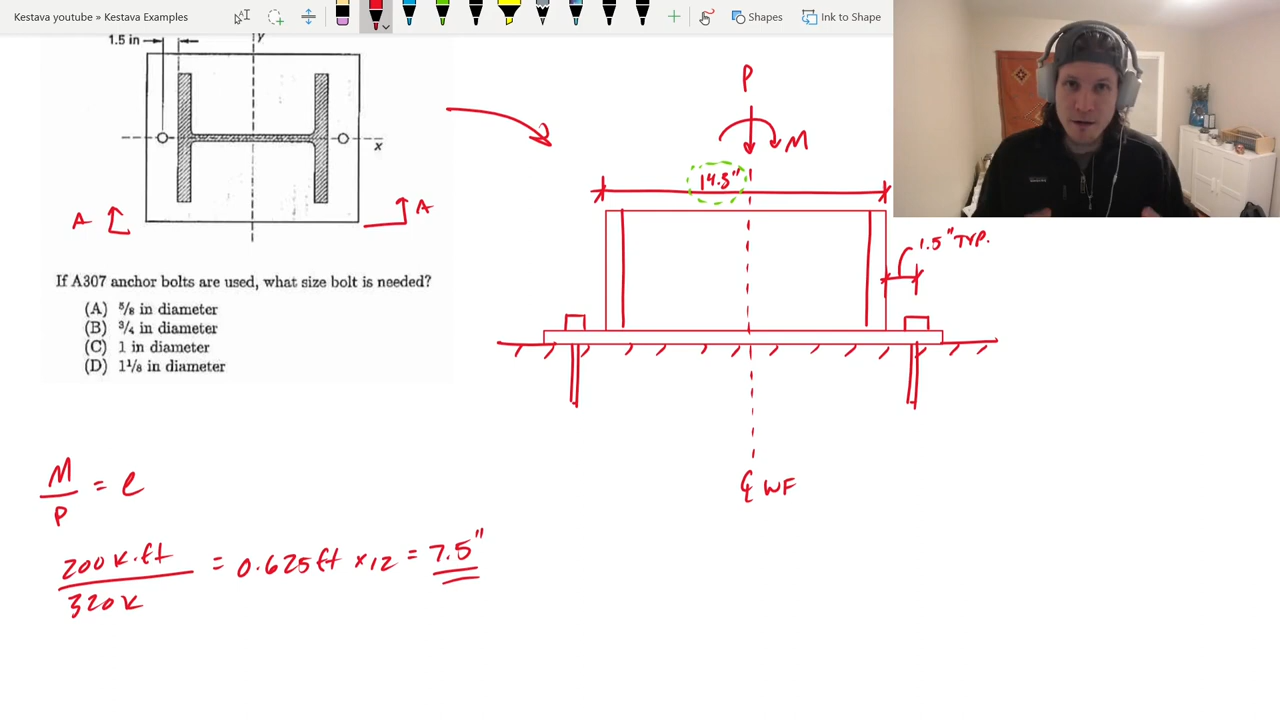 Kestava youtube » Kestava Examples
Shapes
Ink to Shape
1.5 in
y
x
A
A
If A307 anchor bolts are used, what size bolt is needed?
(A) 5/8 in diameter
(B) 3/4 in diameter
(C) 1 in diameter
(D) 1 1/8 in diameter
P
M
14.5"
1.5" TYP.
℄ WF
M/P = e
200 K·ft / 320 K = 0.625 ft × 12 = 7.5"